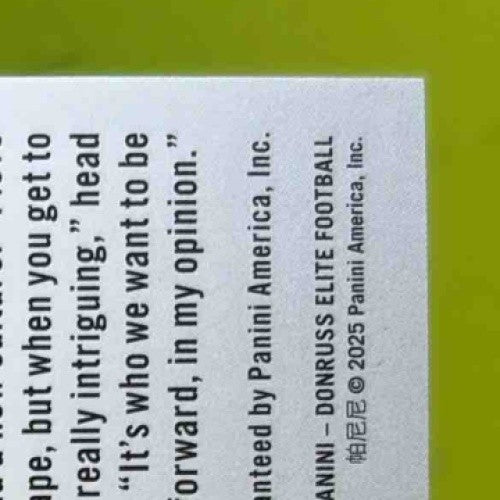 ape, but when you get to
really intriguing,” head
“It’s who we want to be
forward, in my opinion.”
anteed by Panini America, Inc.
PANINI – DONRUSS ELITE FOOTBALL
帕尼尼 © 2025 Panini America, Inc.